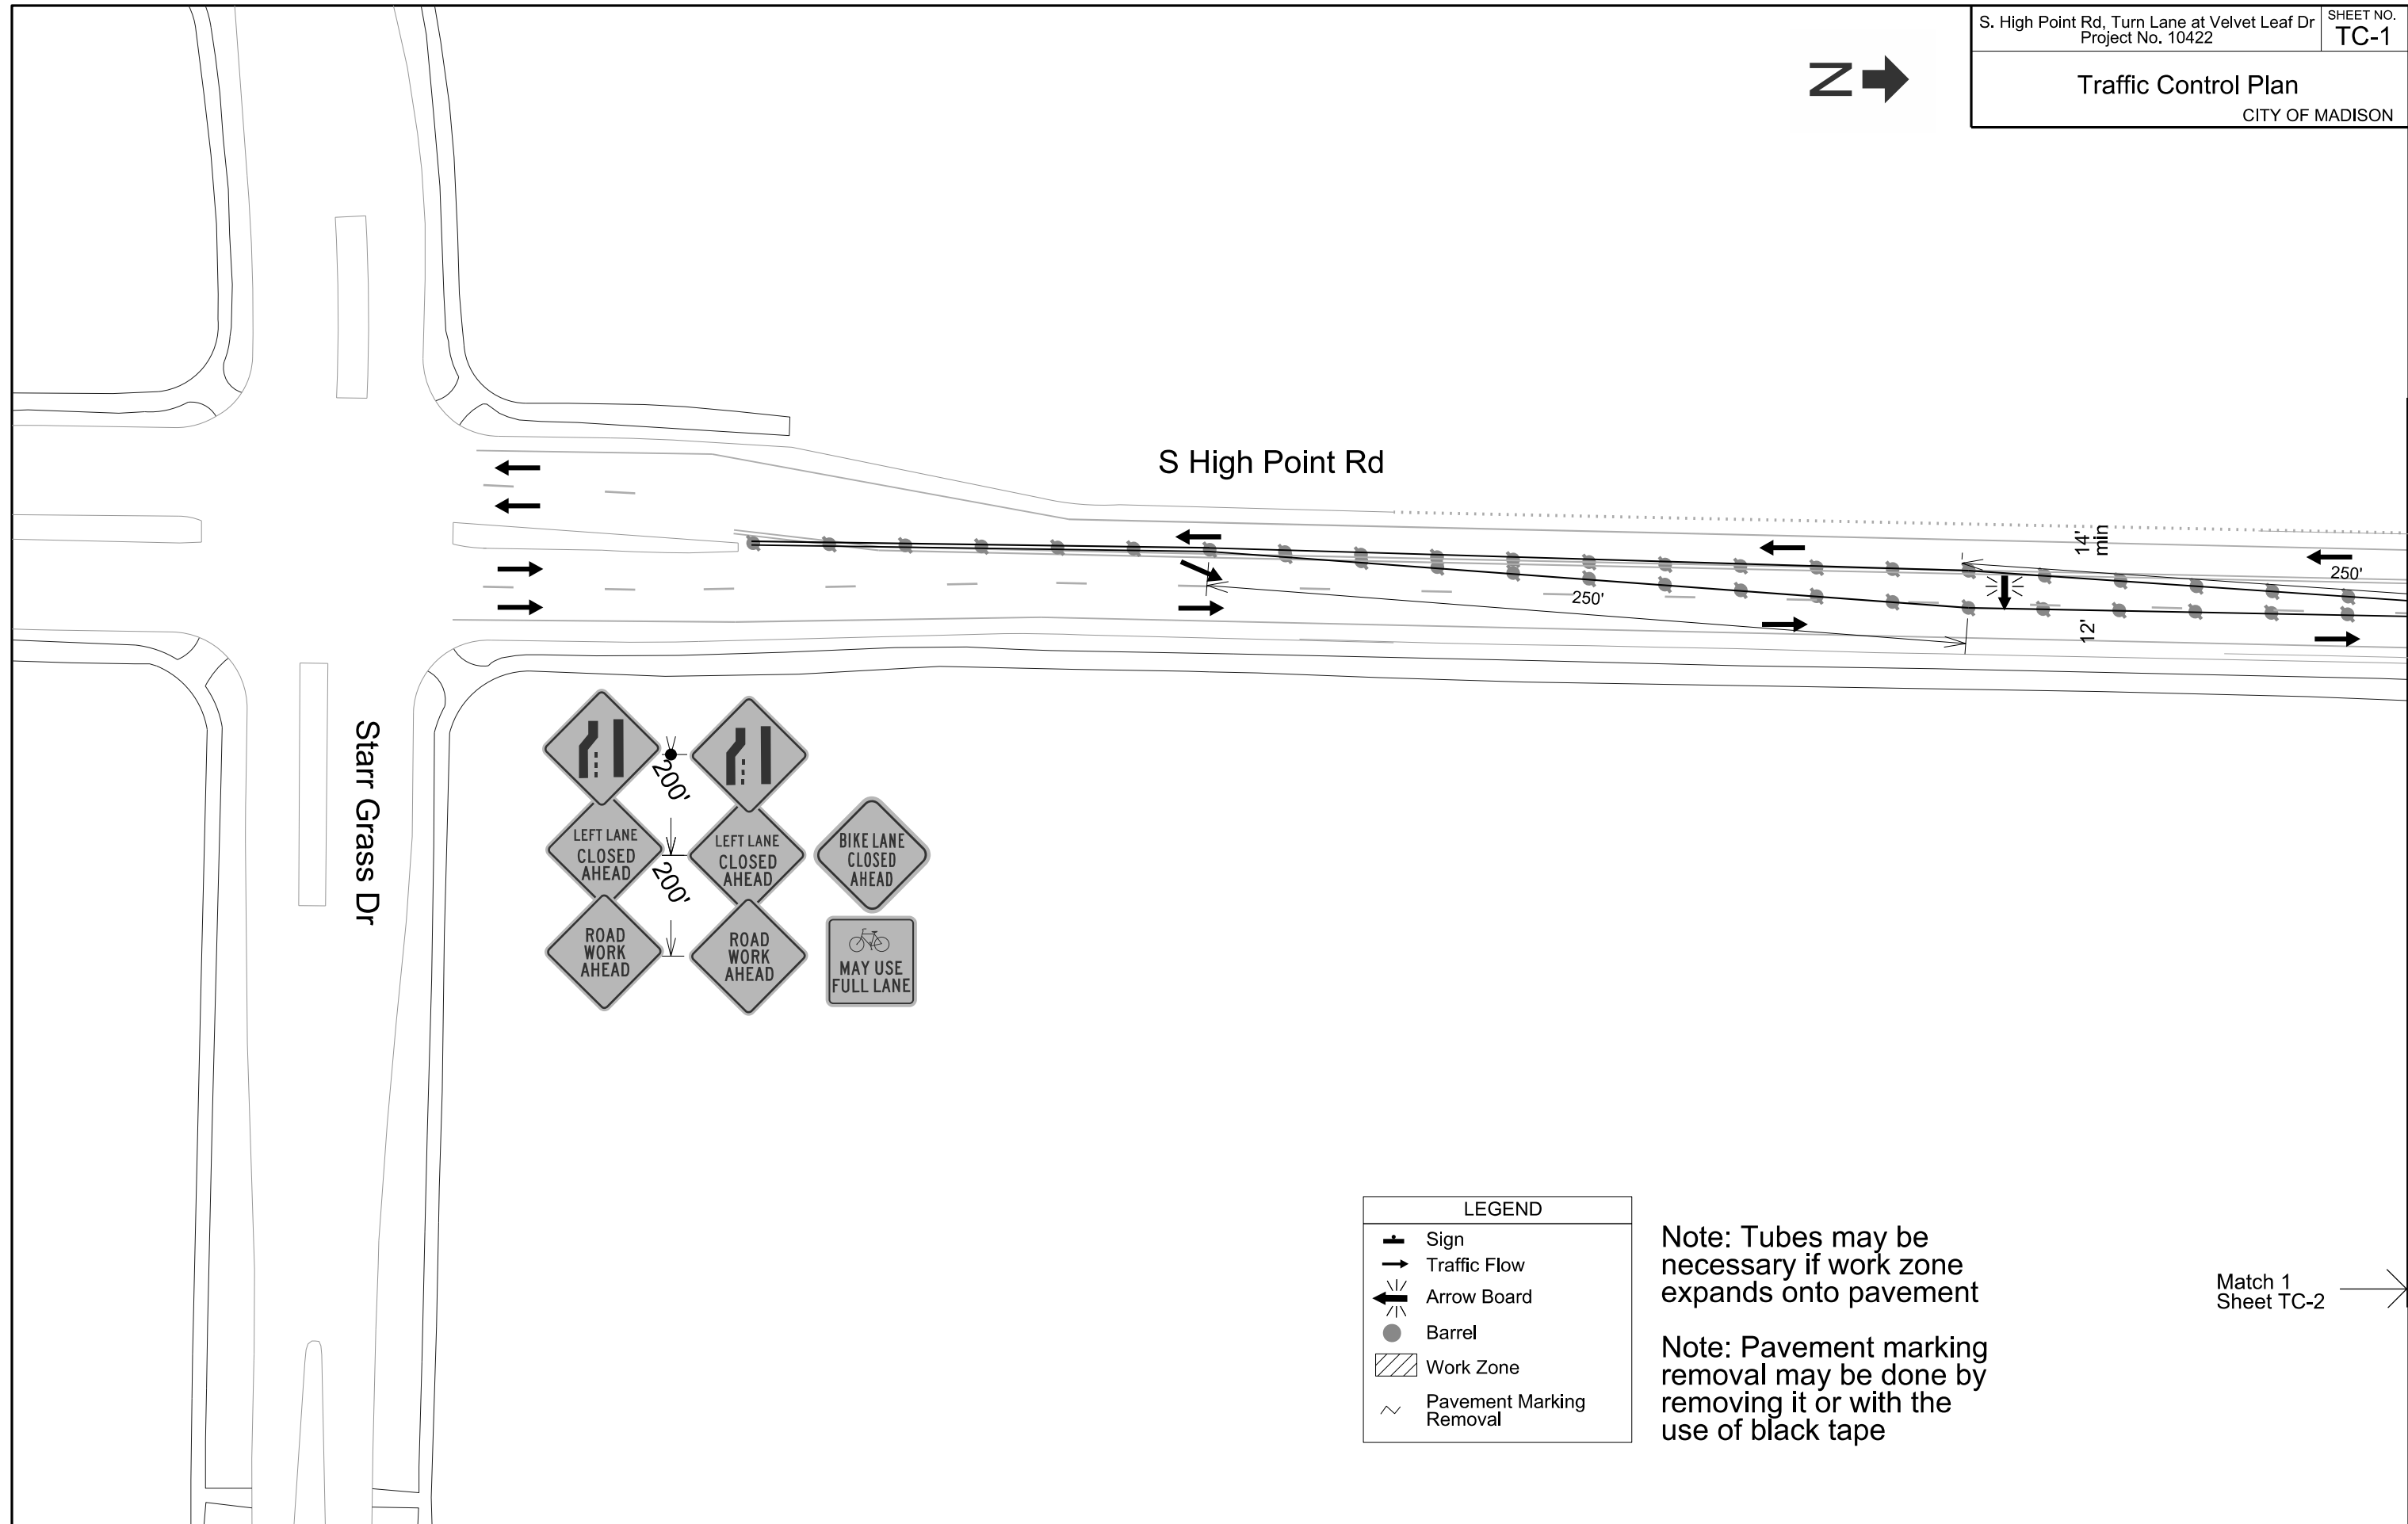 S. High Point Rd, Turn Lane at Velvet Leaf Dr
Project No. 10422
SHEET NO.
TC-1
Traffic Control Plan
CITY OF MADISON
N
S High Point Rd
14'
min
250'
250'
12'
Starr Grass Dr
200'
200'
LEFT LANE
CLOSED
AHEAD
LEFT LANE
CLOSED
AHEAD
BIKE LANE
CLOSED
AHEAD
ROAD
WORK
AHEAD
ROAD
WORK
AHEAD
MAY USE
FULL LANE
LEGEND
Sign
Traffic Flow
Arrow Board
Barrel
Work Zone
Pavement Marking
Removal
Note: Tubes may be
necessary if work zone
expands onto pavement
Note: Pavement marking
removal may be done by
removing it or with the
use of black tape
Match 1
Sheet TC-2